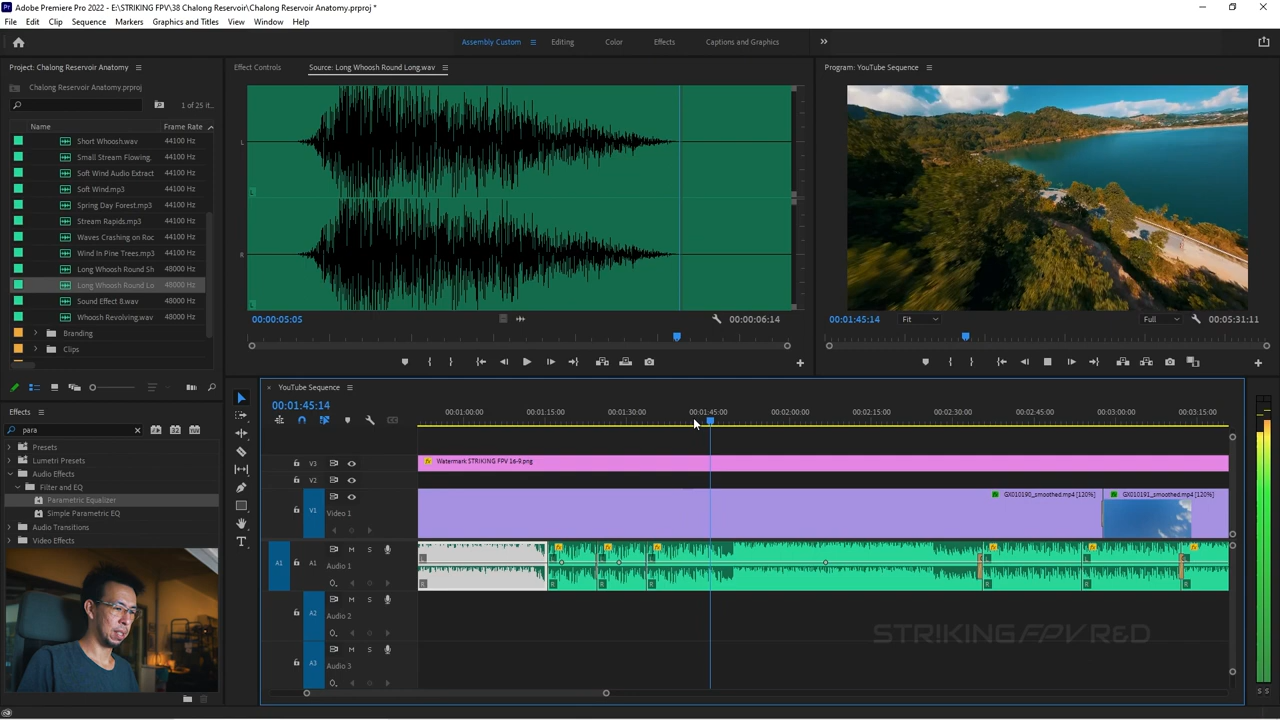 Adobe Premiere Pro 2022 - E:\STRIKING FPV\38 Chalong Reservoir\Chalong Reservoir Anatomy.prproj *
File Edit Clip Sequence Markers Graphics and Titles View Window Help
Assembly Custom Editing Color Effects Captions and Graphics
Project: Chalong Reservoir Anatomy
Chalong Reservoir Anatomy.prproj
1 of 25 it...
Name Frame Rate
Short Whoosh.wav 44100 Hz
Small Stream Flowing. 44100 Hz
Soft Wind Audio Extract 44100 Hz
Soft Wind.mp3 44100 Hz
Spring Day Forest.mp3 44100 Hz
Stream Rapids.mp3 44100 Hz
Waves Crashing on Roc 44100 Hz
Wind In Pine Trees.mp3 44100 Hz
Long Whoosh Round Sh 48000 Hz
Long Whoosh Round Lo 48000 Hz
Sound Effect 8.wav 48000 Hz
Whoosh Revolving.wav 48000 Hz
Branding
Clips
Effects
para
Presets
Lumetri Presets
Audio Effects
Filter and EQ
Parametric Equalizer
Simple Parametric EQ
Audio Transitions
Video Effects
Effect Controls Source: Long Whoosh Round Long.wav
L
R
00:00:05:05 00:00:06:14
Program: YouTube Sequence
00:01:45:14 Fit Full 00:05:31:11
YouTube Sequence
00:01:45:14
00:01:00:00 00:01:15:00 00:01:30:00 00:01:45:00 00:02:00:00 00:02:15:00 00:02:30:00 00:02:45:00 00:03:00:00 00:03:15:00
V3 Watermark STRIKING FPV 16-9.png
V2
V1 Video 1 GX010190_smoothed.mp4 [120%] GX010191_smoothed.mp4 [120%]
A1 A1 M S Audio 1
A2 M S Audio 2
A3 M S Audio 3
STRIKING FPV R&D
S S